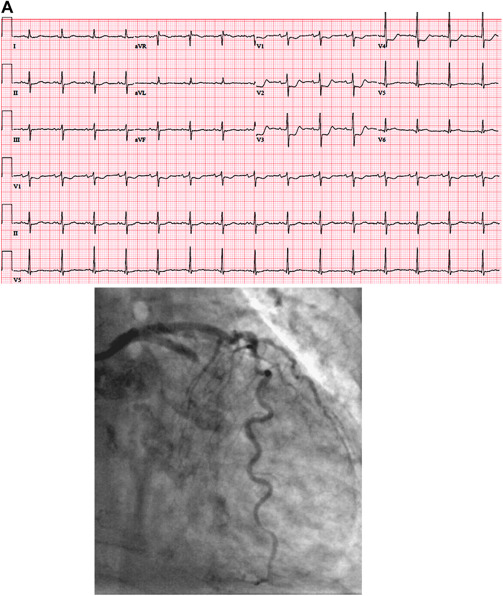 A
I aVR V1 V4
II aVL V2 V5
III aVF V3 V6
V1
II
V5